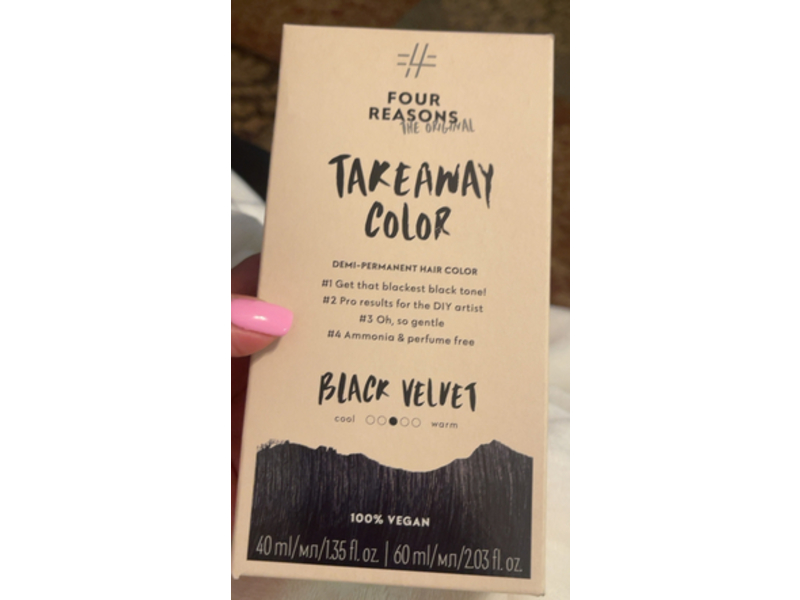 #
FOUR
REASONS
THE ORIGINAL
TAKEAWAY
COLOR
DEMI-PERMANENT HAIR COLOR
#1 Get that blackest black tone!
#2 Pro results for the DIY artist
#3 Oh, so gentle
#4 Ammonia & perfume free
BLACK VELVET
cool warm
100% VEGAN
40 ml/мл/1.35 fl. oz. | 60 ml/мл/2.03 fl. oz.